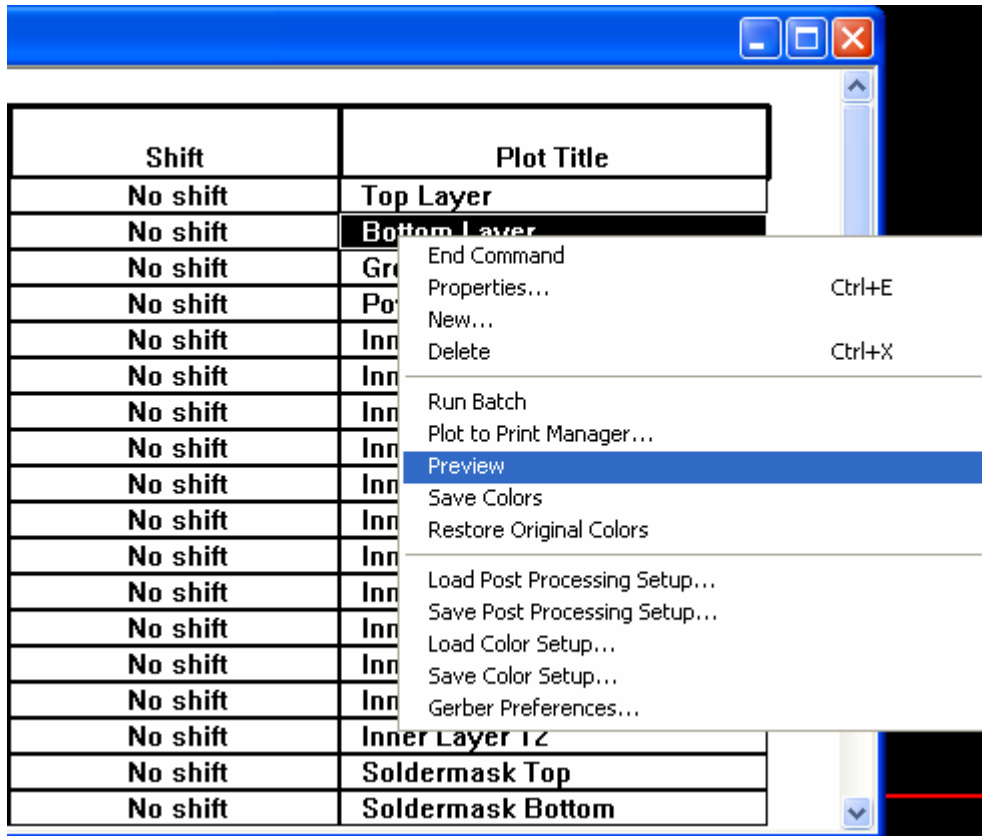 Shift Plot Title
No shift Top Layer
No shift Bottom Layer
No shift
No shift
No shift
No shift
No shift
No shift
No shift
No shift
No shift
No shift
No shift
No shift
No shift
No shift Inner Layer 12
No shift Soldermask Top
No shift Soldermask Bottom
End Command
Properties... Ctrl+E
New...
Delete Ctrl+X
Run Batch
Plot to Print Manager...
Preview
Save Colors
Restore Original Colors
Load Post Processing Setup...
Save Post Processing Setup...
Load Color Setup...
Save Color Setup...
Gerber Preferences...